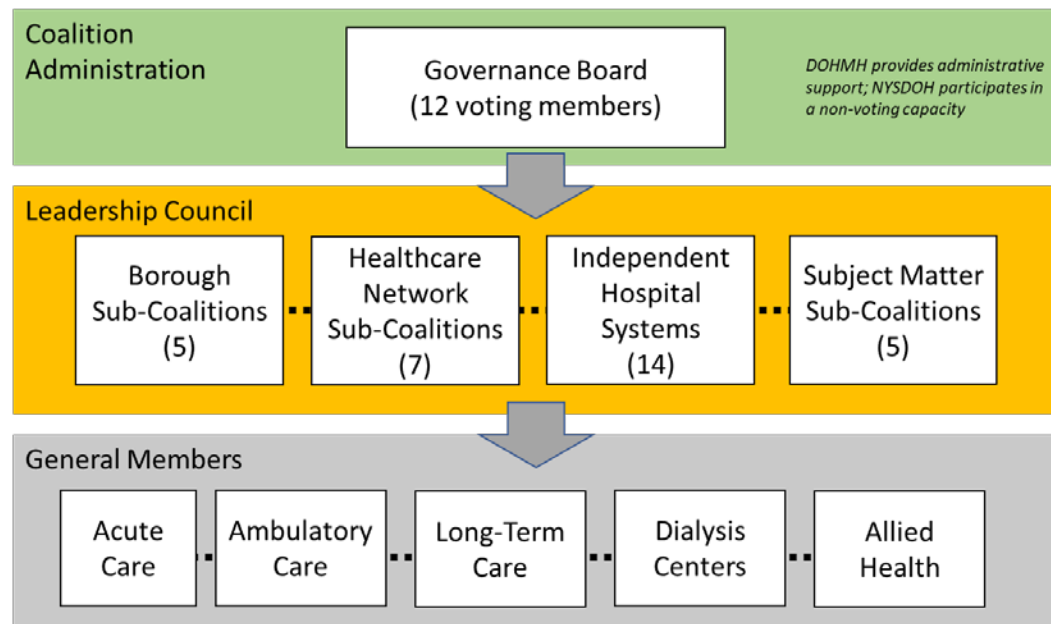 Coalition
Administration
Governance Board
(12 voting members)
DOHMH provides administrative
support; NYSDOH participates in
a non-voting capacity
Leadership Council
Borough
Sub-Coalitions
(5)
Healthcare
Network
Sub-Coalitions
(7)
Independent
Hospital
Systems
(14)
Subject Matter
Sub-Coalitions
(5)
General Members
Acute
Care
Ambulatory
Care
Long-Term
Care
Dialysis
Centers
Allied
Health